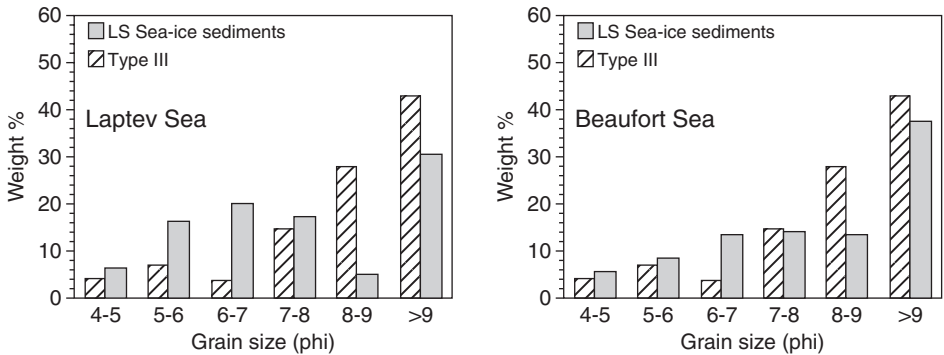 60
50
40
30
20
10
0
Weight %
LS Sea-ice sediments
Type III
Laptev Sea
4-5 5-6 6-7 7-8 8-9 >9
Grain size (phi)
60
50
40
30
20
10
0
Weight %
LS Sea-ice sediments
Type III
Beaufort Sea
4-5 5-6 6-7 7-8 8-9 >9
Grain size (phi)